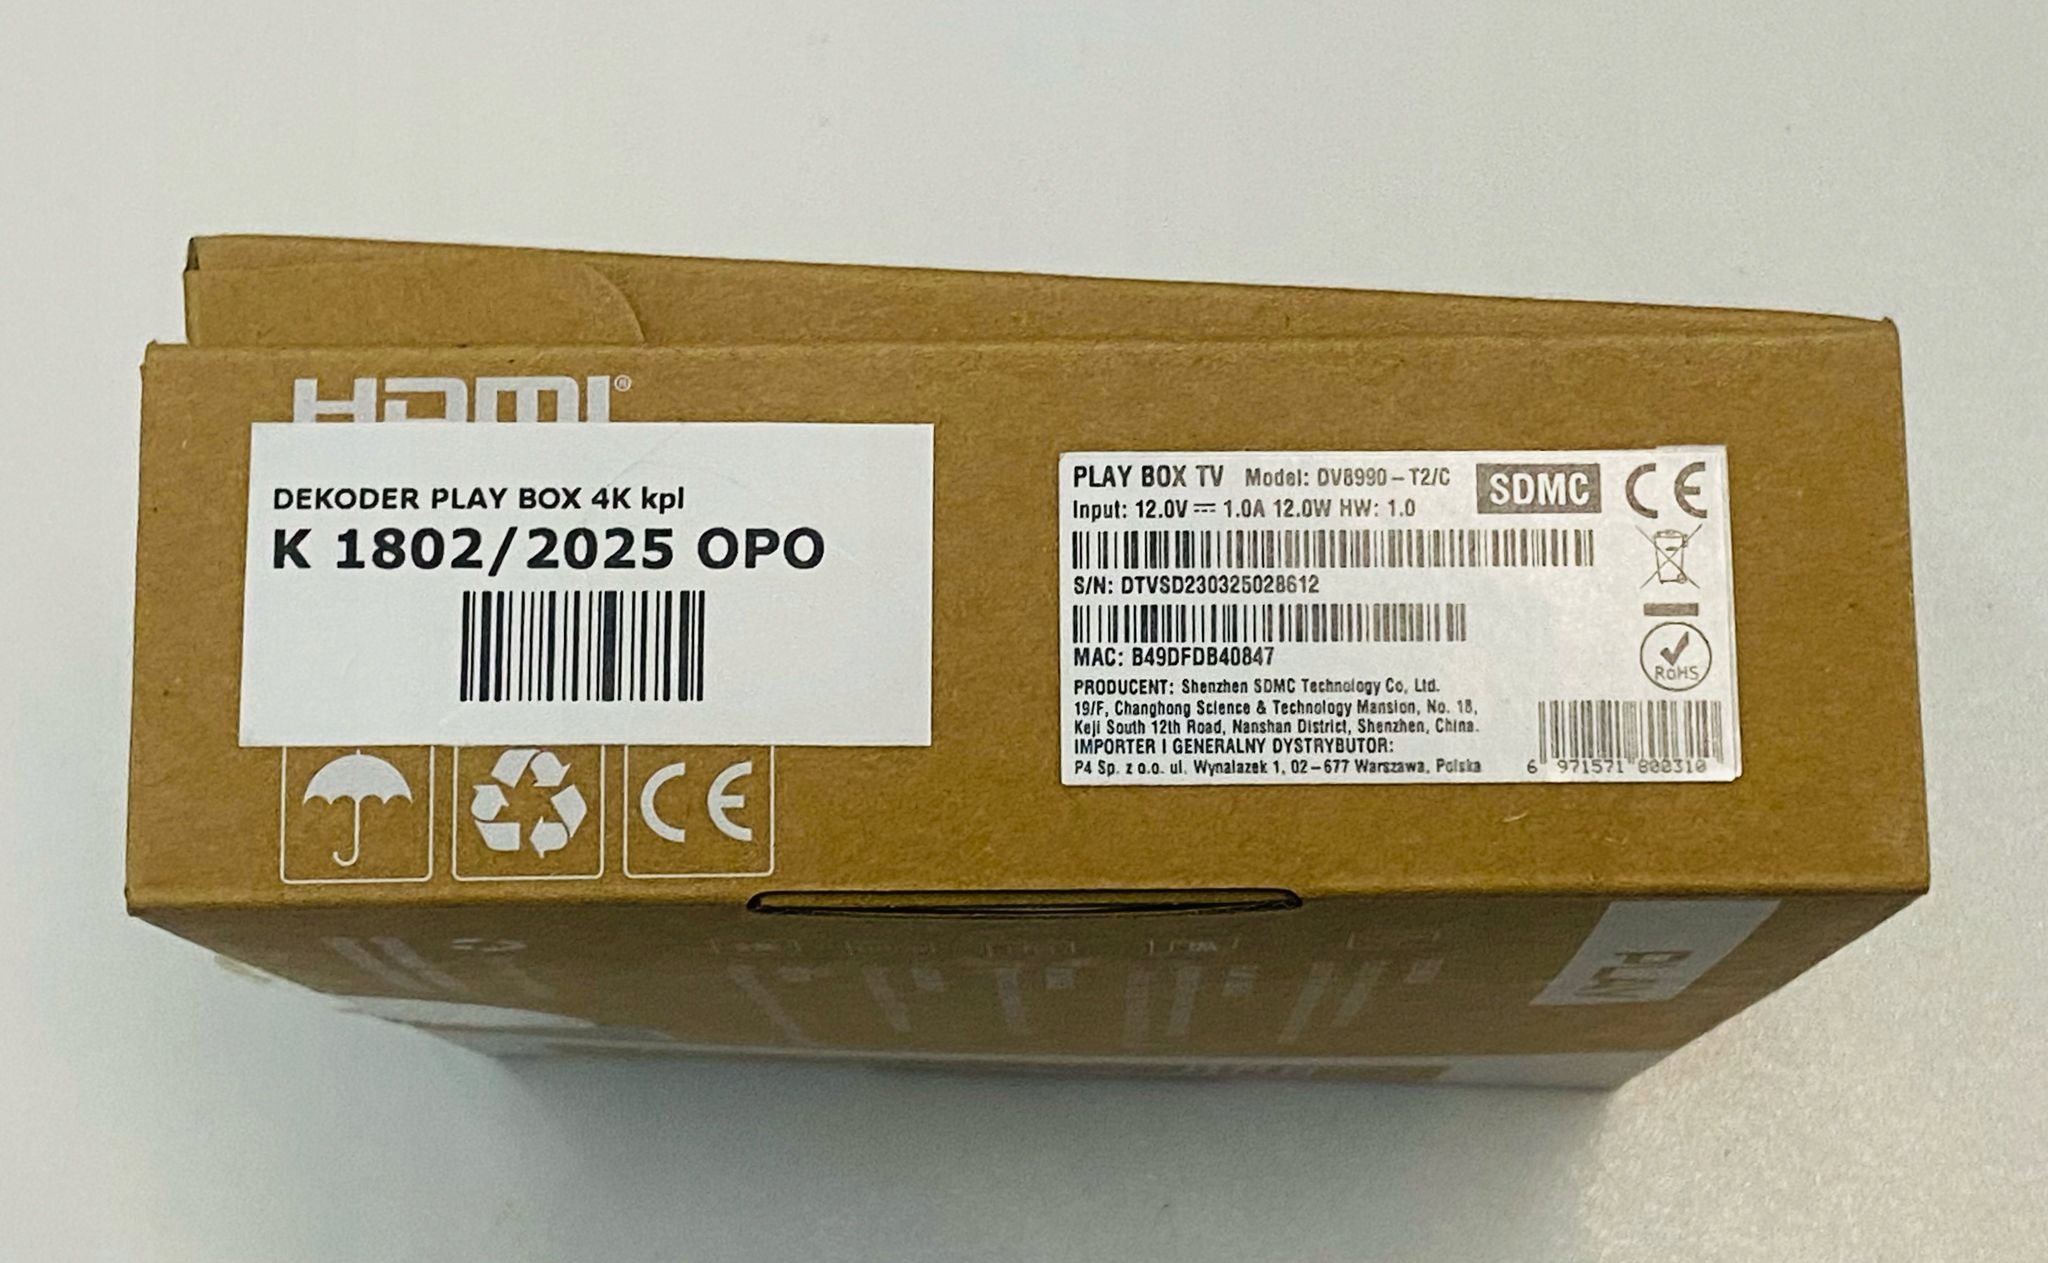 HDMI®
DEKODER PLAY BOX 4K kpl
K 1802/2025 OPO
PLAY BOX TV Model: DV8990-T2/C
SDMC
CE
Input: 12.0V⎓1.0A 12.0W HW: 1.0
S/N: DTVSD230325028612
MAC: B49DFDB40847
RoHS
PRODUCENT: Shenzhen SDMC Technology Co, Ltd.
19/F, Changhong Science & Technology Mansion, No. 18,
Keji South 12th Road, Nanshan District, Shenzhen, China.
IMPORTER I GENERALNY DYSTRYBUTOR:
P4 Sp. z o.o. ul. Wynalazek 1, 02-677 Warszawa, Polska
6 971571 800310
CE